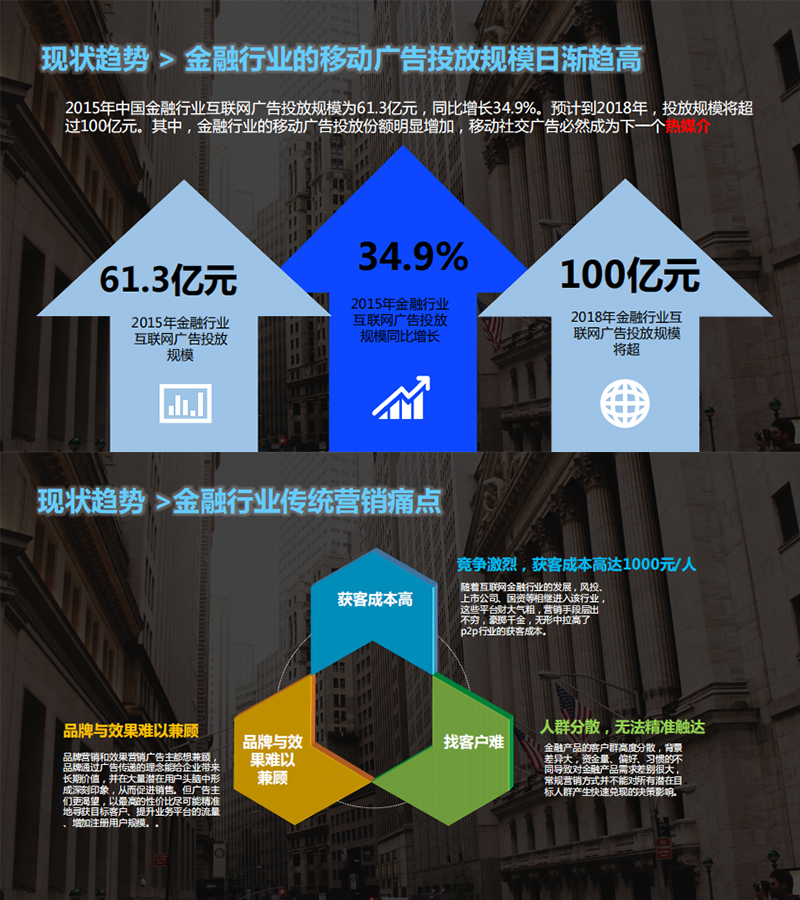 现状趋势 > 金融行业的移动广告投放规模日渐趋高
2015年中国金融行业互联网广告投放规模为61.3亿元，同比增长34.9%。预计到2018年，投放规模将超
过100亿元。其中，金融行业的移动广告投放份额明显增加，移动社交广告必然成为下一个热媒介
61.3亿元
2015年金融行业
互联网广告投放
规模
34.9%
2015年金融行业
互联网广告投放
规模同比增长
100亿元
2018年金融行业互
联网广告投放规模
将超
现状趋势 >金融行业传统营销痛点
获客成本高
竞争激烈，获客成本高达1000元/人
随着互联网金融行业的发展，风投、
上市公司、国资等相继进入该行业，
这些平台财大气粗，营销手段层出
不穷，豪掷千金，无形中拉高了
p2p行业的获客成本。
品牌与效果难以兼顾
品牌营销和效果营销广告主都想兼顾，
品牌通过广告传递的理念能给企业带来
长期价值，并在大量潜在用户头脑中形
成深刻印象，从而促进销售。但广告主
们更渴望，以最高的性价比尽可能精准
地寻获目标客户、提升业务平台的流量
、增加注册用户规模。。
品牌与效
果难以
兼顾
找客户难
人群分散，无法精准触达
金融产品的客户群高度分散，背景
差异大，资金量、偏好、习惯的不
同导致对金融产品需求差别很大，
常规营销方式并不能对所有潜在目
标人群产生快速兑现的决策影响。